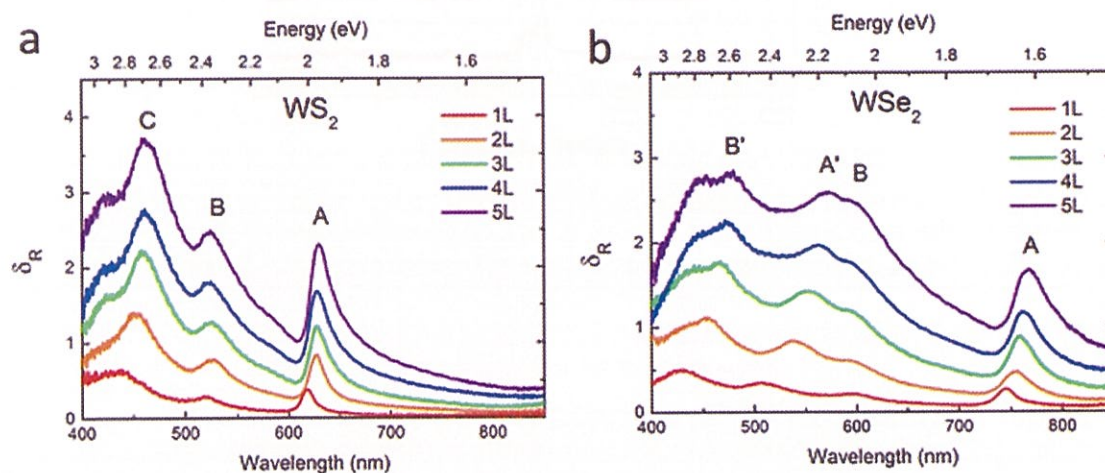 a
Energy (eV)
3 2.8 2.6 2.4 2.2 2 1.8 1.6
WS₂
C
B
A
1L
2L
3L
4L
5L
δR
4
3
2
1
0
400 500 600 700 800
Wavelength (nm)
b
Energy (eV)
3 2.8 2.6 2.4 2.2 2 1.6
WSe₂
B'
A'
B
A
1L
2L
3L
4L
5L
δR
4
3
2
1
0
400 500 600 700 800
Wavelength (nm)